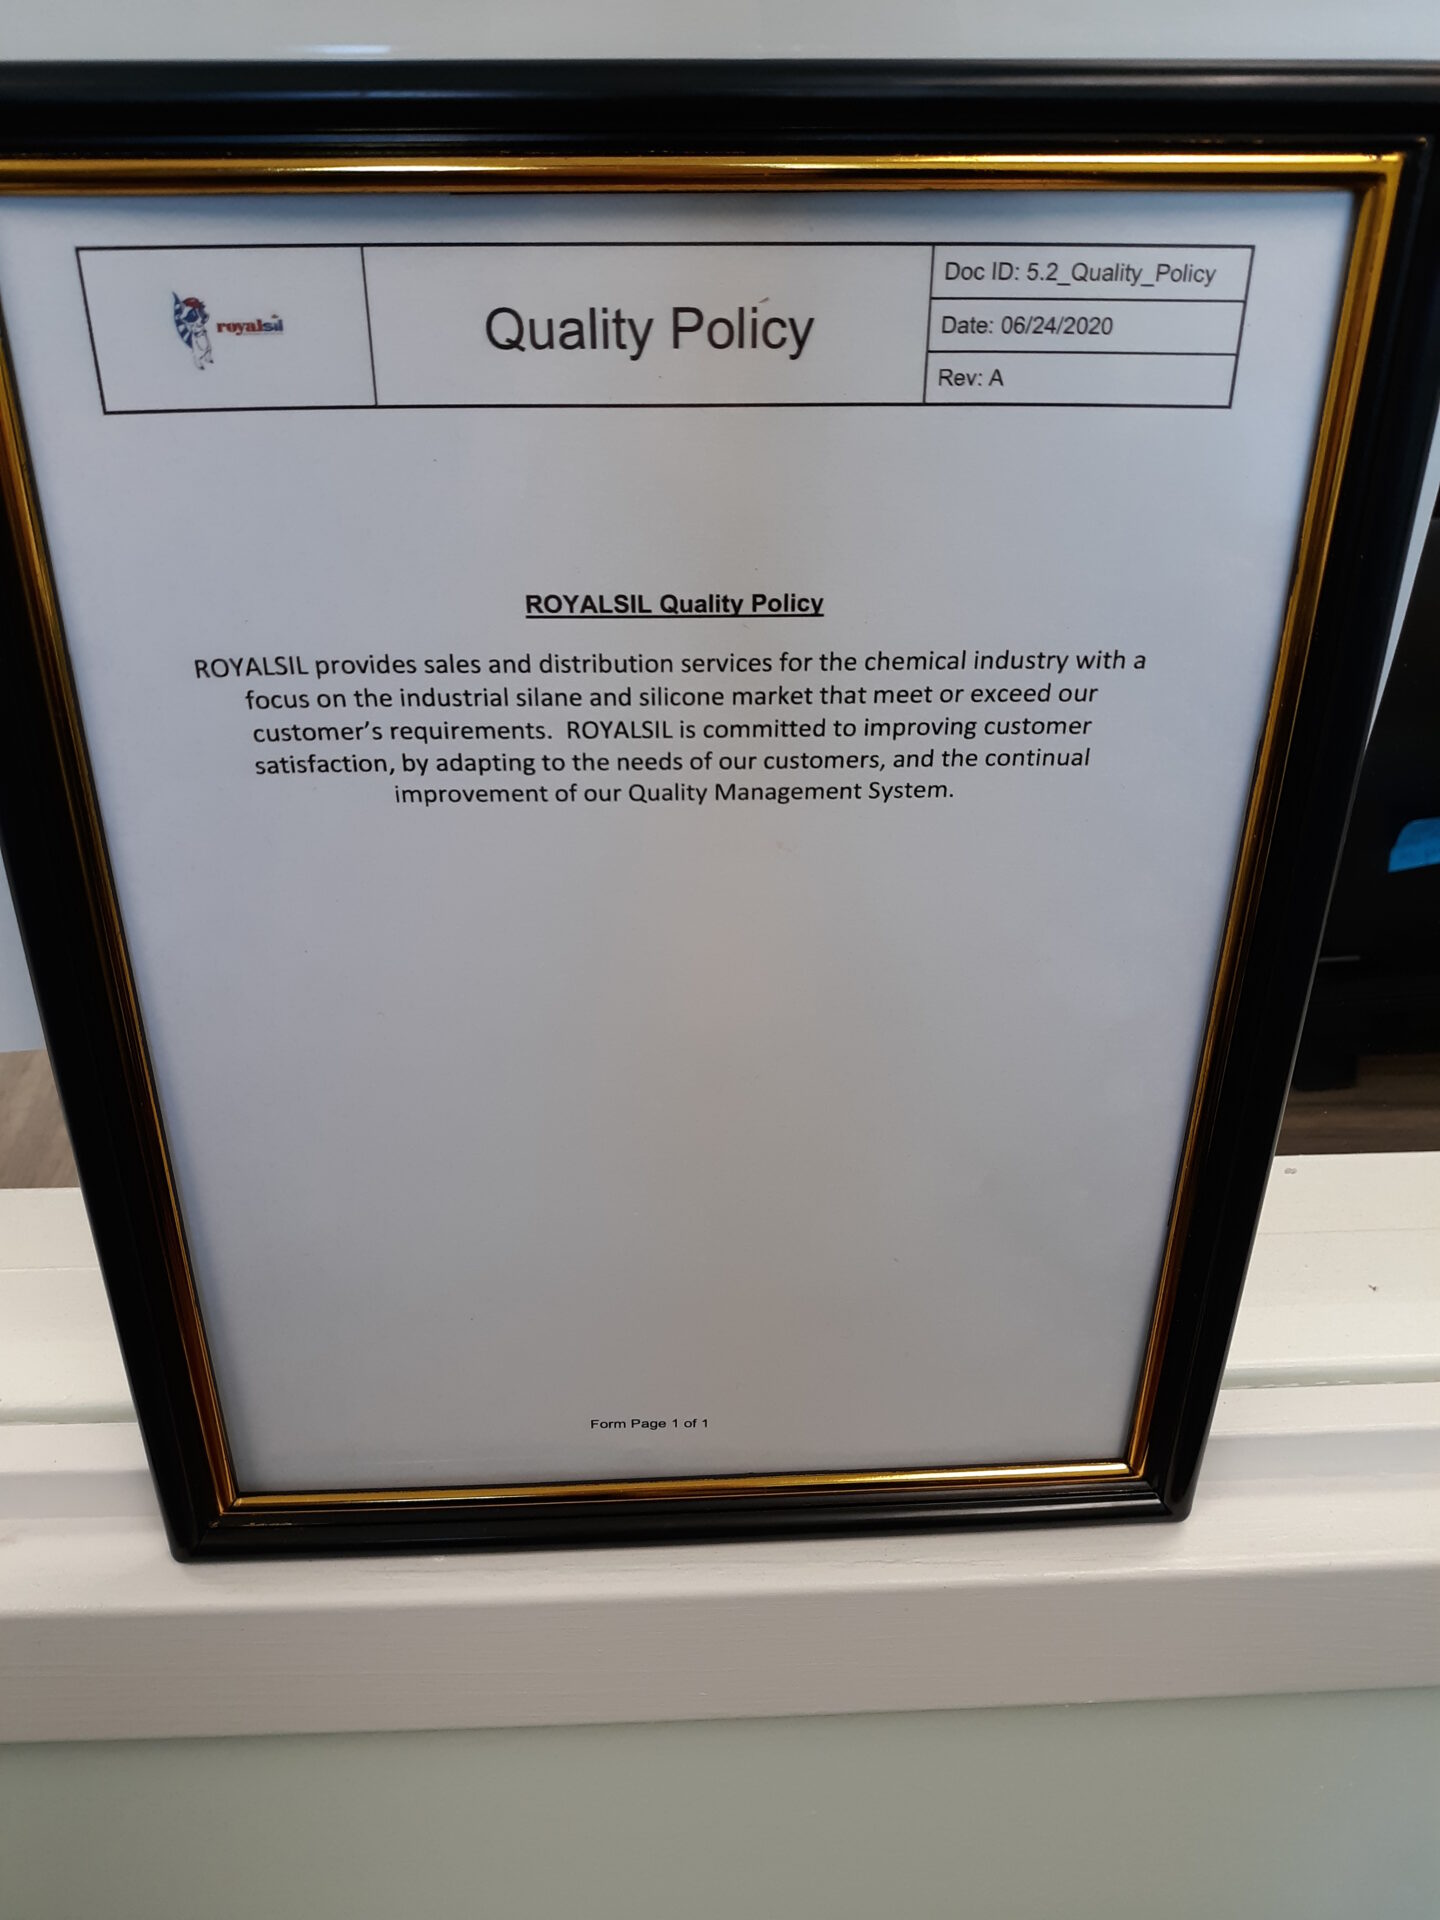 royalsil
Quality Policy
Doc ID: 5.2_Quality_Policy
Date: 06/24/2020
Rev: A
ROYALSIL Quality Policy
ROYALSIL provides sales and distribution services for the chemical industry with a
focus on the industrial silane and silicone market that meet or exceed our
customer’s requirements.  ROYALSIL is committed to improving customer
satisfaction, by adapting to the needs of our customers, and the continual
improvement of our Quality Management System.
Form Page 1 of 1